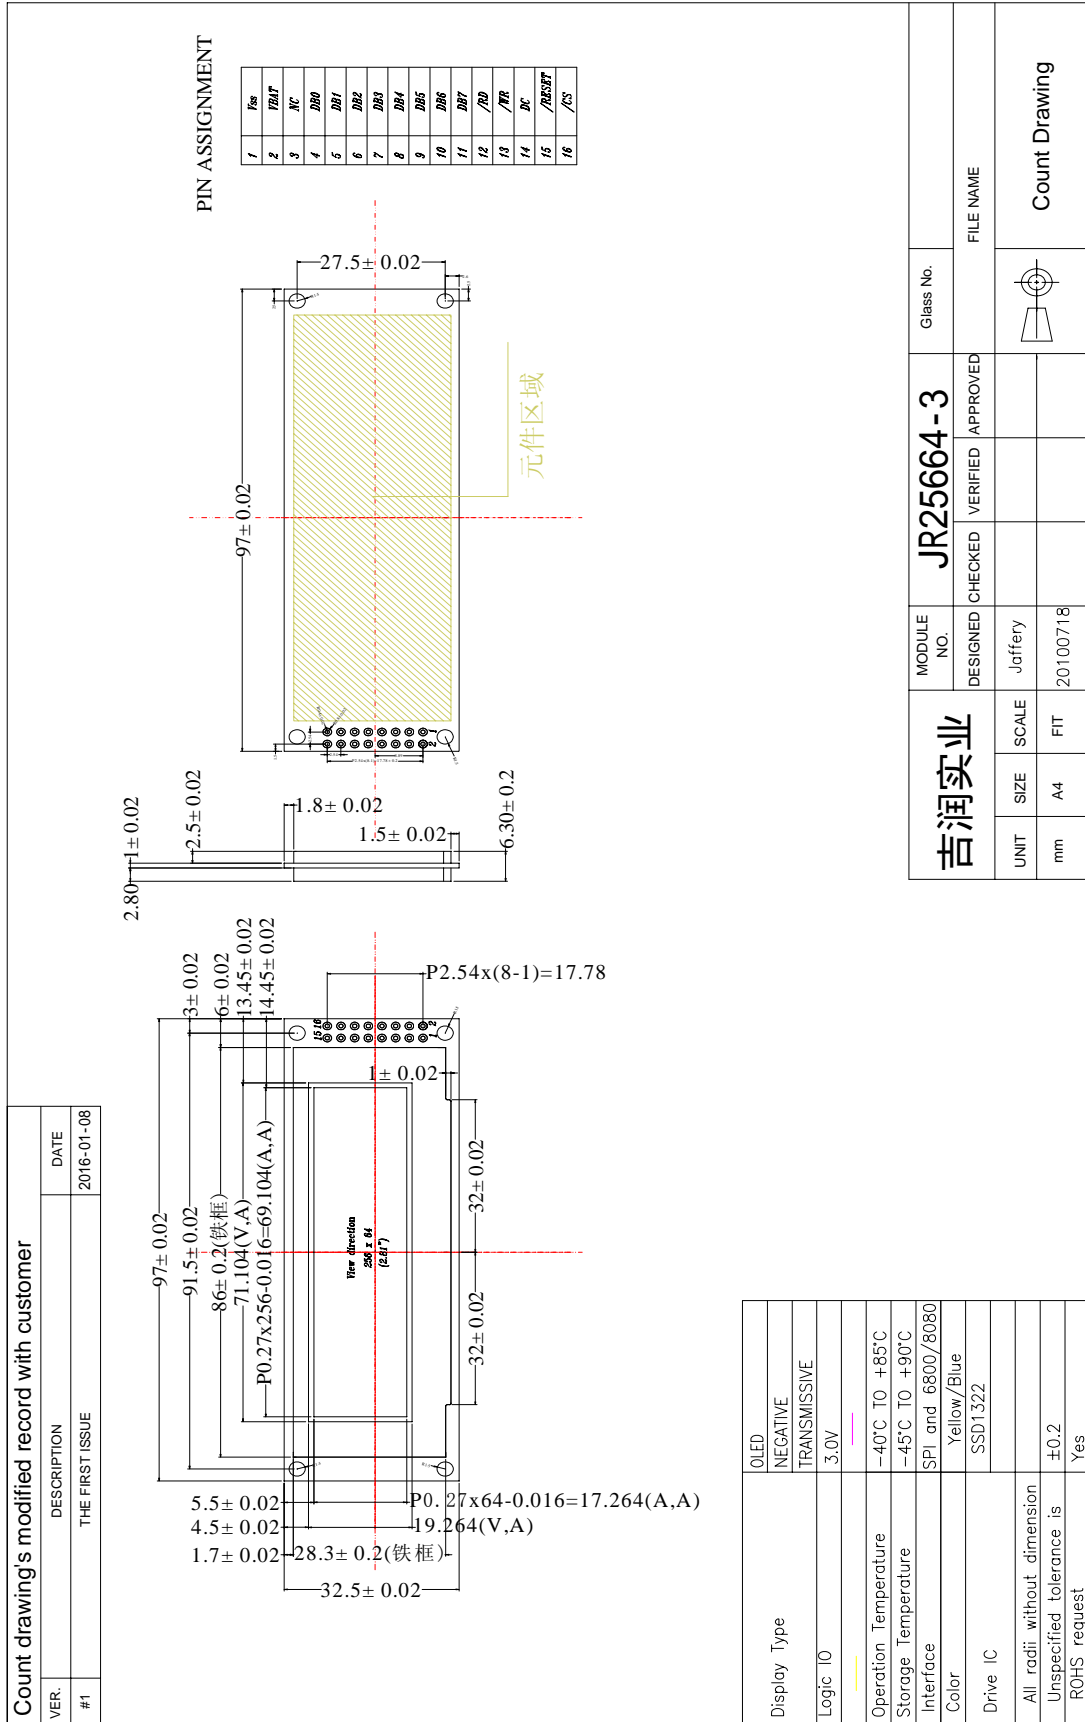 Count drawing's modified record with customer
VER. DESCRIPTION DATE
#1 THE FIRST ISSUE 2016-01-08
97± 0.02
91.5± 0.02
3± 0.02
86± 0.2(铁框)
6± 0.02
71.104(V,A)
13.45± 0.02
P0.27x256-0.016=69.104(A,A)
14.45± 0.02
View direction
256 x 64
(2.81")
15 16
1 2
P2.54x(8-1)=17.78
1± 0.02
32± 0.02
32± 0.02
5.5± 0.02
P0.27x64-0.016=17.264(A,A)
4.5± 0.02
19.264(V,A)
1.7± 0.02
28.3± 0.2(铁框)
32.5± 0.02
2.80
1± 0.02
2.5± 0.02
1.8± 0.02
1.5± 0.02
6.30± 0.2
97± 0.02
27.5± 0.02
元件区域
2 1
PIN ASSIGNMENT
1 Vss
2 VBAT
3 NC
4 DB0
5 DB1
6 DB2
7 DB3
8 DB4
9 DB5
10 DB6
11 DB7
12 /RD
13 /WR
14 DC
15 /RESET
16 /CS
Display Type OLED
NEGATIVE
TRANSMISSIVE
Logic IO 3.0V
Operation Temperature -40°C TO +85°C
Storage Temperature -45°C TO +90°C
Interface SPI and 6800/8080
Color Yellow/Blue
Drive IC SSD1322
All radii without dimension
Unspecified tolerance is ±0.2
ROHS request Yes
吉润实业
MODULE NO. JR25664-3 Glass No.
DESIGNED CHECKED VERIFIED APPROVED FILE NAME
UNIT SIZE SCALE Jaffery
mm A4 FIT 20100718
Count Drawing